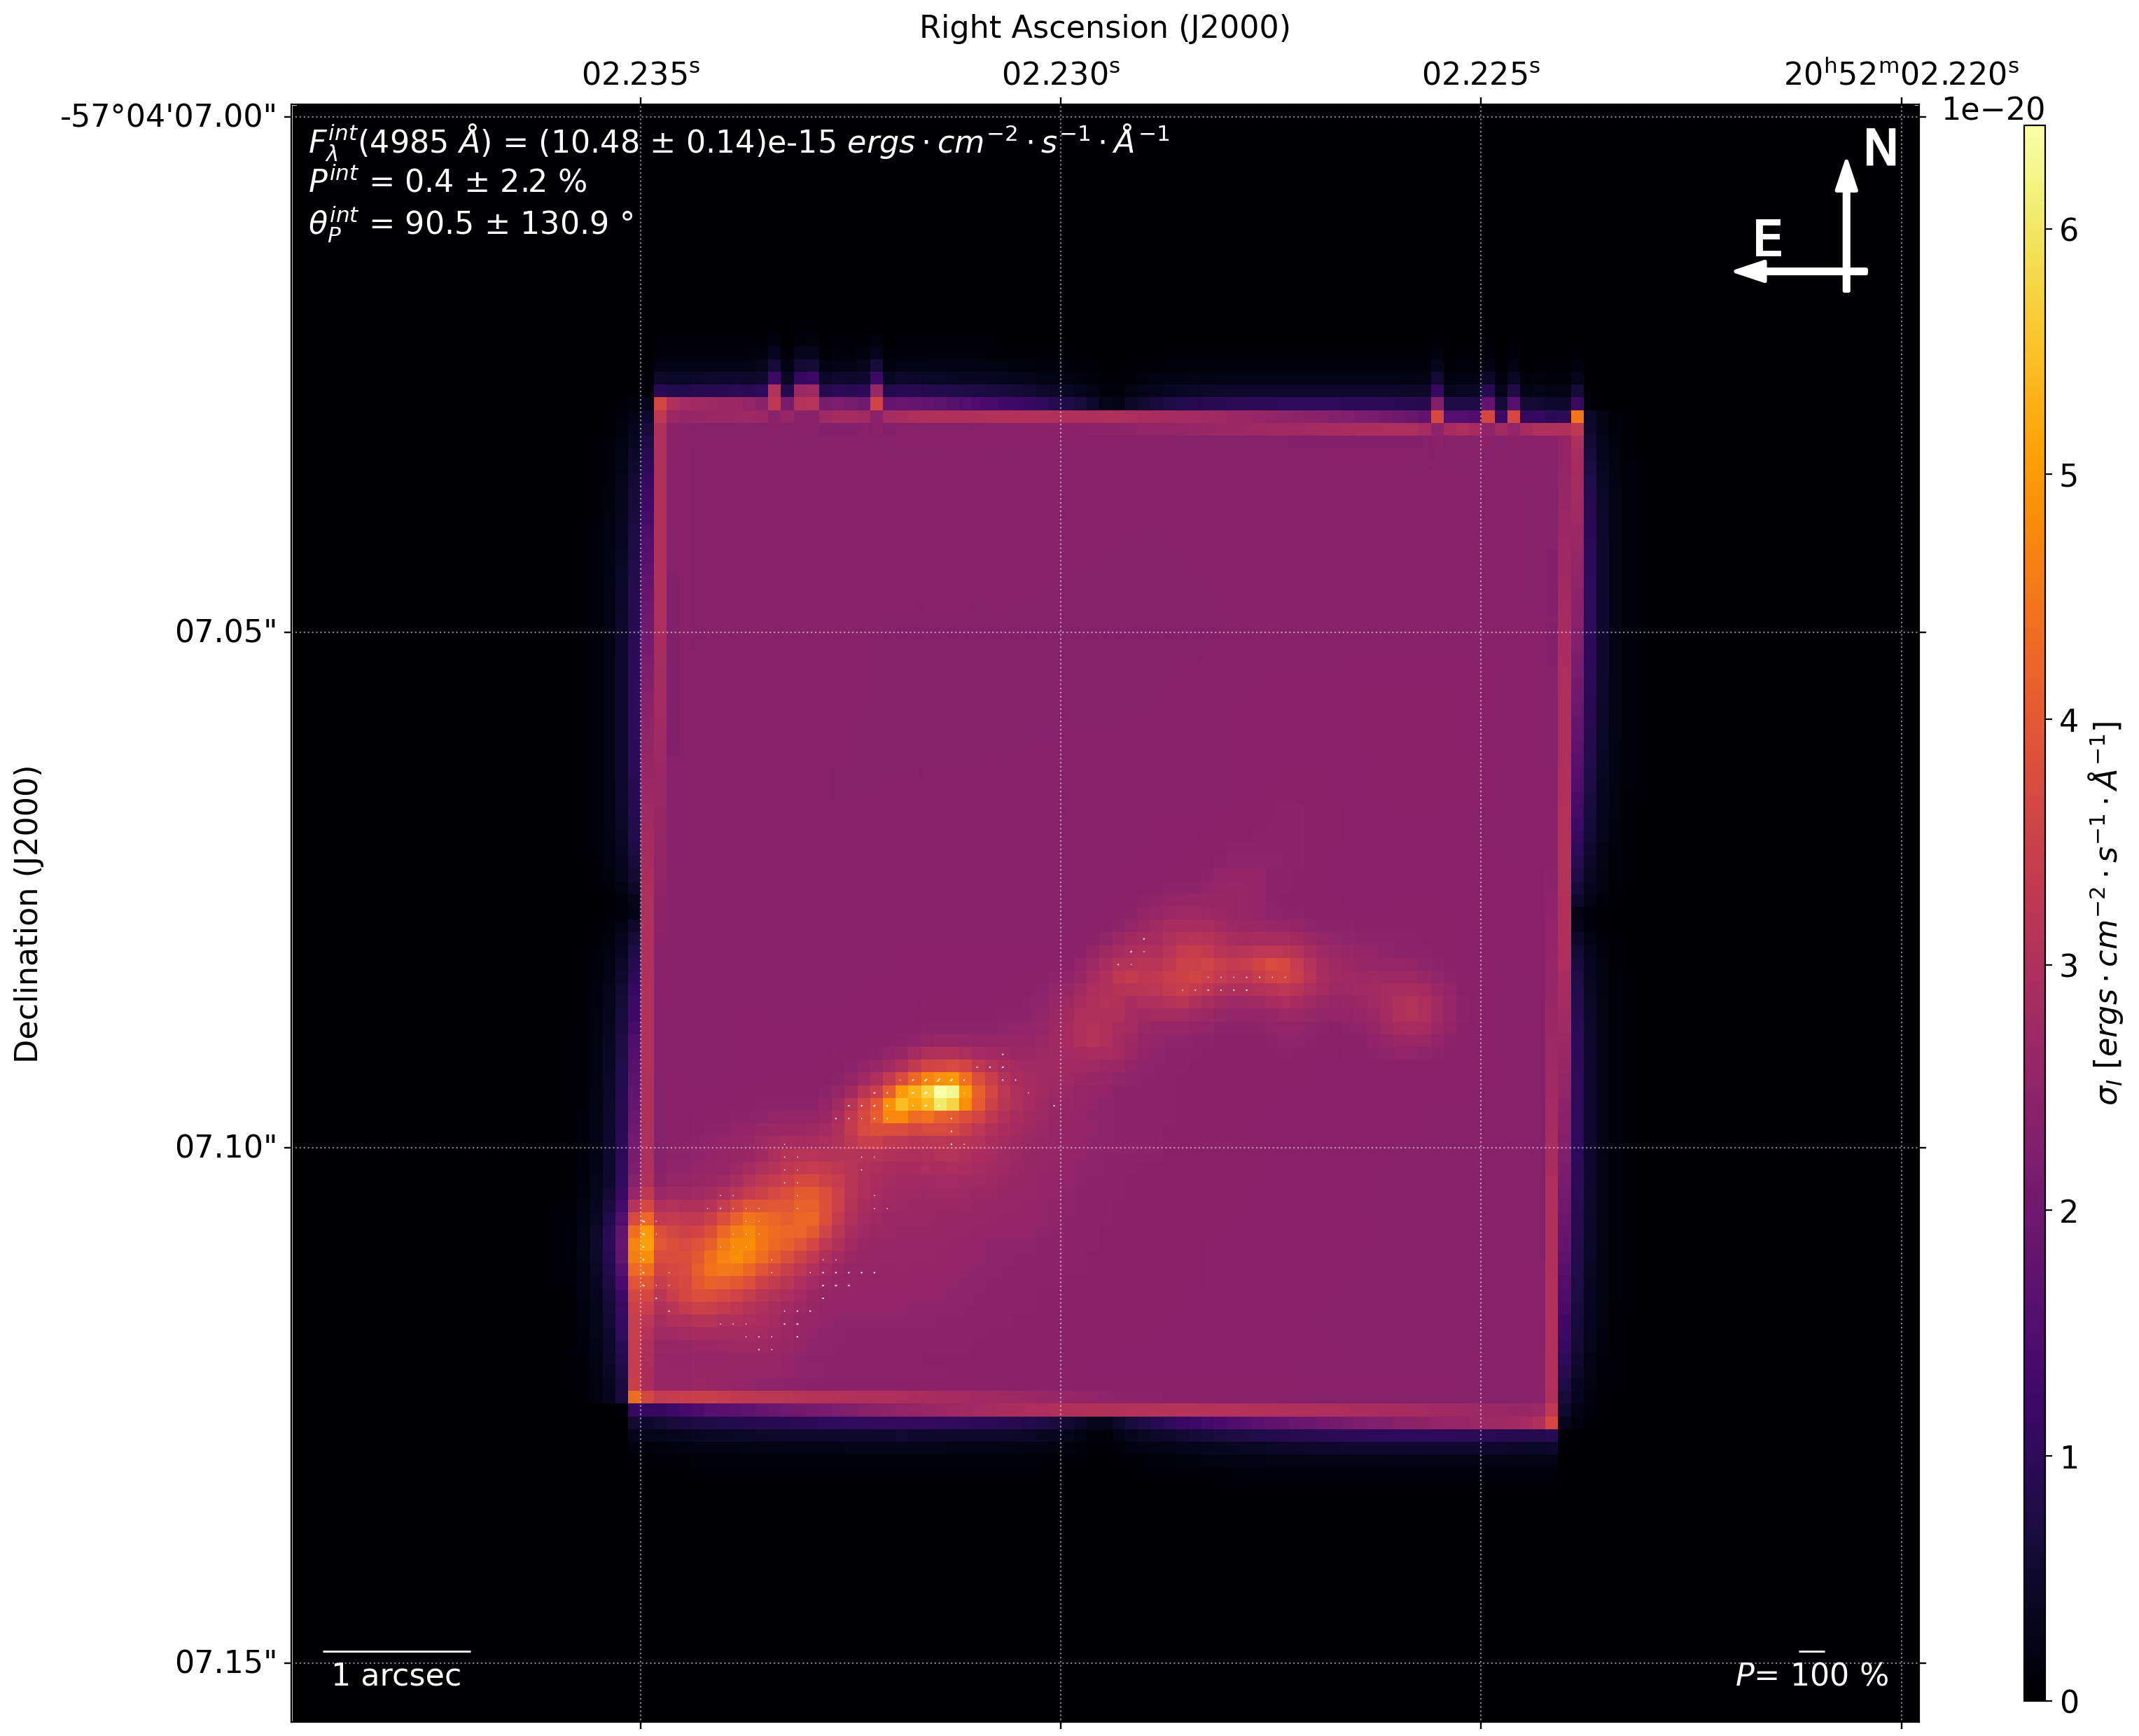 Right Ascension (J2000)
02.235ˢ 02.230ˢ 02.225ˢ 20ʰ52ᵐ02.220ˢ
-57°04'07.00"
1e−20
F_λ^{int}(4985 Å) = (10.48 ± 0.14)e-15 ergs · cm⁻² · s⁻¹ · Å⁻¹
P^{int} = 0.4 ± 2.2 %
θ_P^{int} = 90.5 ± 130.9 °
N
E
6
5
07.05"
4
Declination (J2000)
σ_I [ergs · cm⁻² · s⁻¹ · Å⁻¹]
3
07.10"
2
1
07.15"
1 arcsec
P= 100 %
0